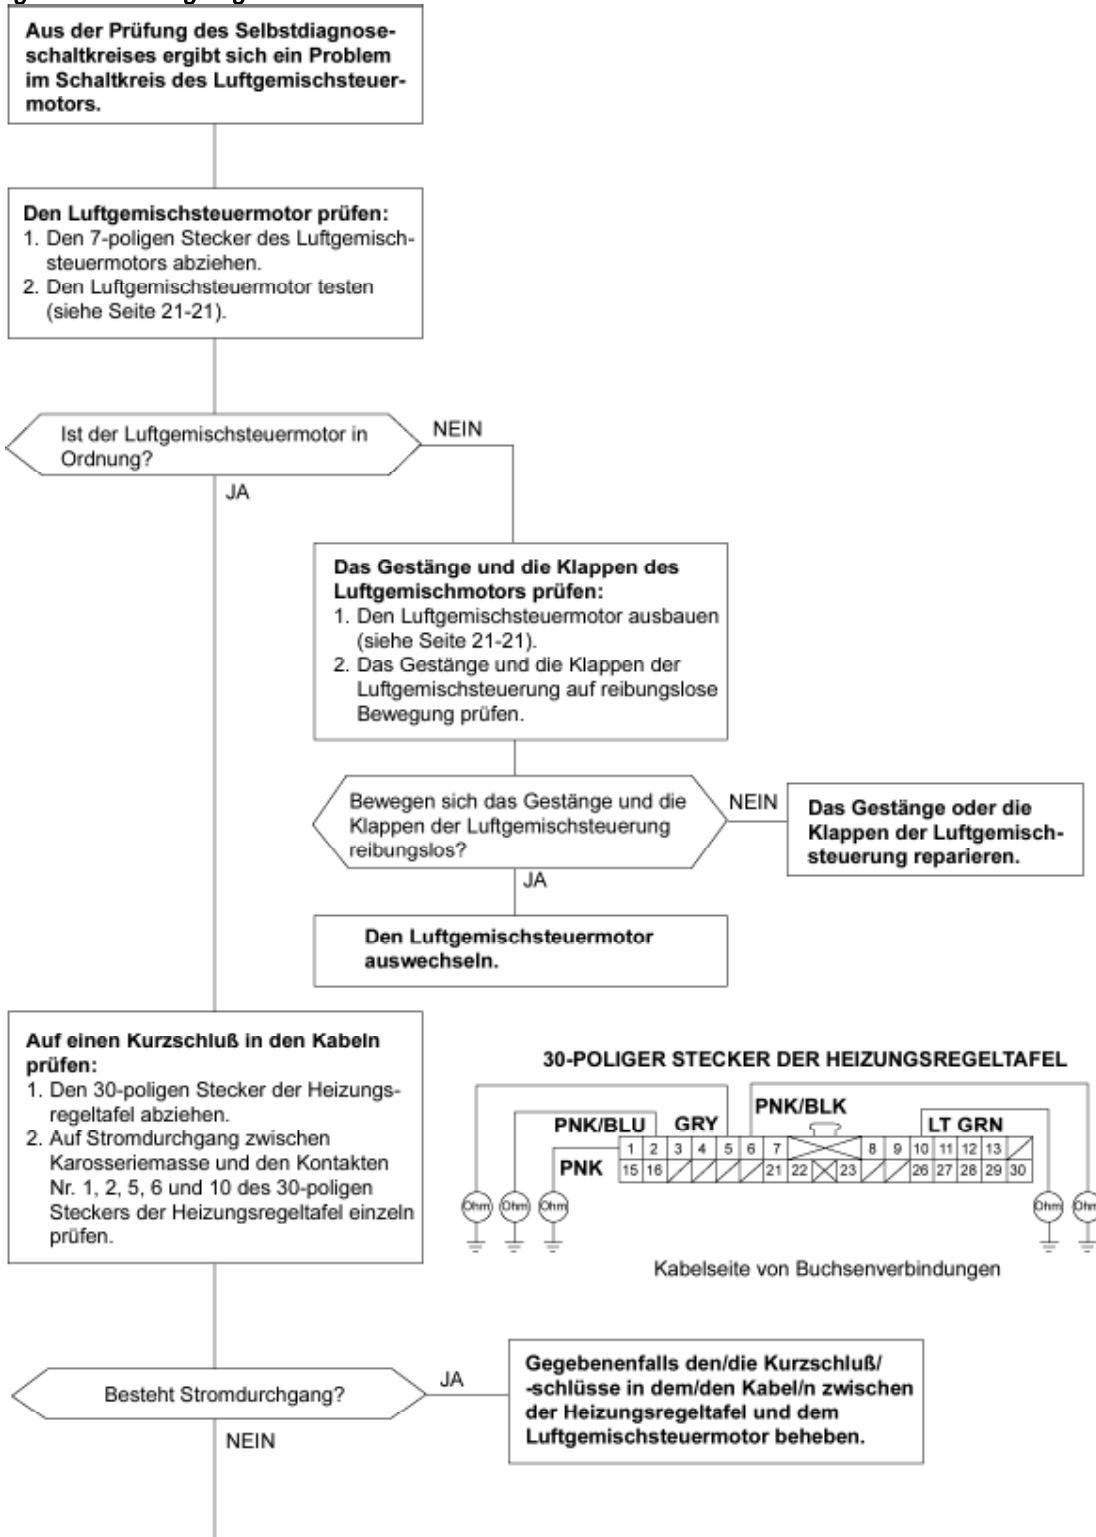 Aus der Prüfung des Selbstdiagnose-
schaltkreises ergibt sich ein Problem
im Schaltkreis des Luftgemischsteuer-
motors.
Den Luftgemischsteuermotor prüfen:
1. Den 7-poligen Stecker des Luftgemisch-
steuermotors abziehen.
2. Den Luftgemischsteuermotor testen
(siehe Seite 21-21).
Ist der Luftgemischsteuermotor in
Ordnung?
NEIN
JA
Das Gestänge und die Klappen des
Luftgemischmotors prüfen:
1. Den Luftgemischsteuermotor ausbauen
(siehe Seite 21-21).
2. Das Gestänge und die Klappen der
Luftgemischsteuerung auf reibungslose
Bewegung prüfen.
Bewegen sich das Gestänge und die
Klappen der Luftgemischsteuerung
reibungslos?
NEIN
Das Gestänge oder die
Klappen der Luftgemisch-
steuerung reparieren.
JA
Den Luftgemischsteuermotor
auswechseln.
Auf einen Kurzschluß in den Kabeln
prüfen:
1. Den 30-poligen Stecker der Heizungs-
regeltafel abziehen.
2. Auf Stromdurchgang zwischen
Karosseriemasse und den Kontakten
Nr. 1, 2, 5, 6 und 10 des 30-poligen
Steckers der Heizungsregeltafel einzeln
prüfen.
30-POLIGER STECKER DER HEIZUNGSREGELTAFEL
PNK/BLU GRY PNK/BLK LT GRN
1 2 3 4 5 6 7 8 9 10 11 12 13
PNK 15 16 21 22 23 26 27 28 29 30
Ohm Ohm Ohm Ohm Ohm
Kabelseite von Buchsenverbindungen
Besteht Stromdurchgang?
JA
Gegebenenfalls den/die Kurzschluß/
-schlüsse in dem/den Kabel/n zwischen
der Heizungsregeltafel und dem
Luftgemischsteuermotor beheben.
NEIN